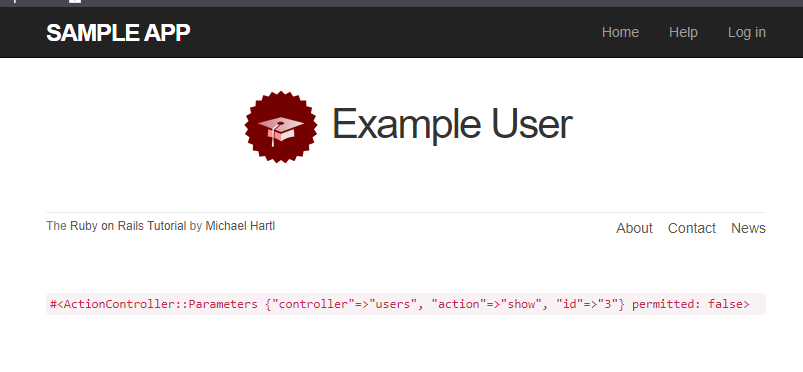 SAMPLE APP Home Help Log in
Example User
The Ruby on Rails Tutorial by Michael Hartl About Contact News
#<ActionController::Parameters {"controller"=>"users", "action"=>"show", "id"=>"3"} permitted: false>